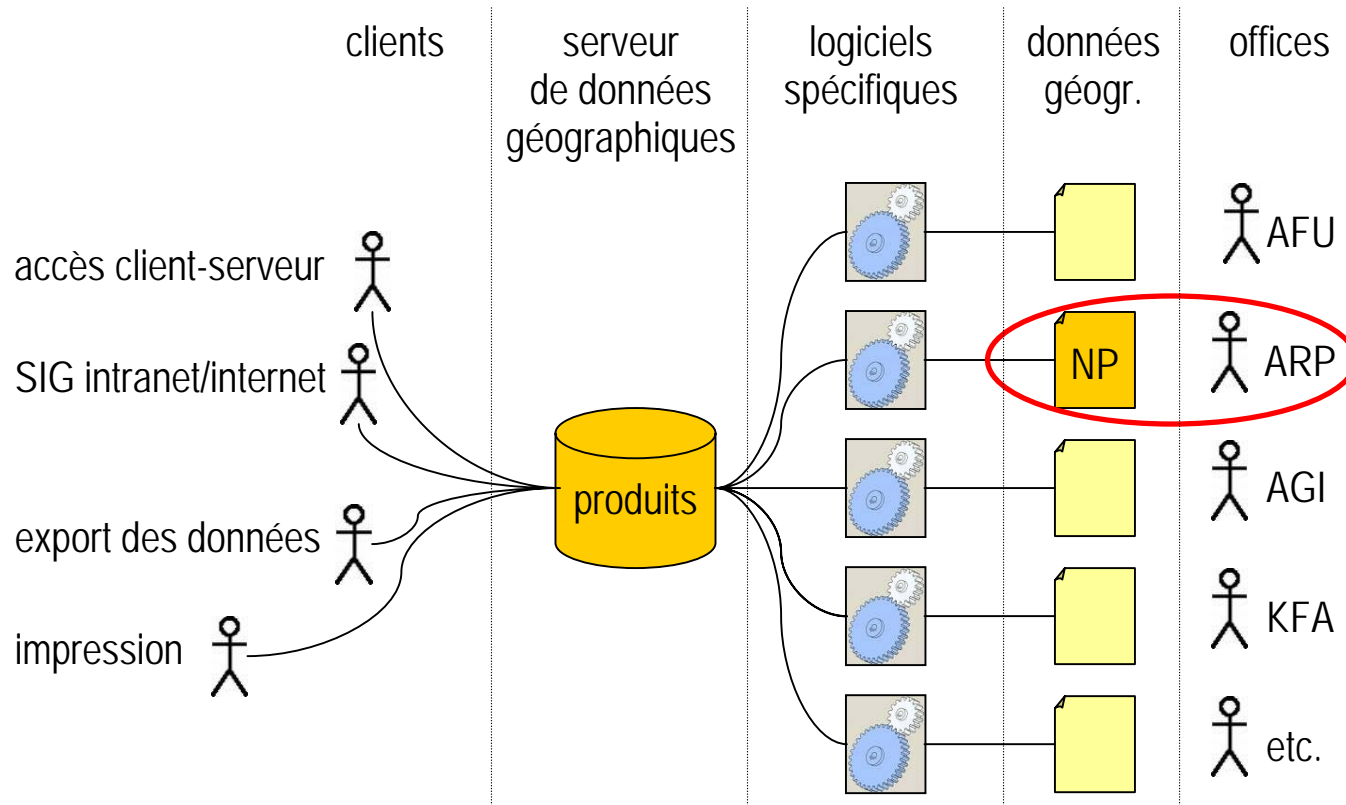 clients
serveur
de données
géographiques
logiciels
spécifiques
données
géogr.
offices
accès client-serveur
SIG intranet/internet
export des données
impression
produits
NP
AFU
ARP
AGI
KFA
etc.